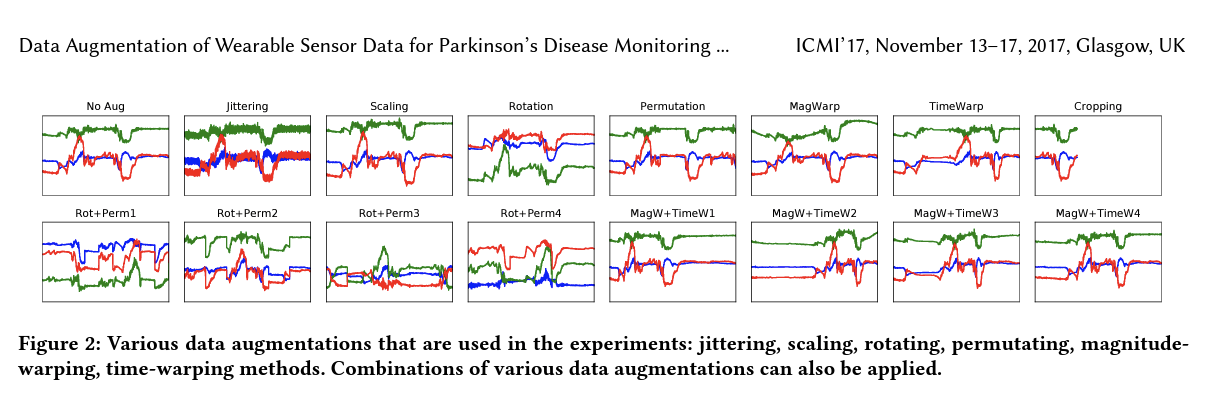 Data Augmentation of Wearable Sensor Data for Parkinson’s Disease Monitoring ... ICMI’17, November 13–17, 2017, Glasgow, UK
No Aug Jittering Scaling Rotation Permutation MagWarp TimeWarp Cropping
Rot+Perm1 Rot+Perm2 Rot+Perm3 Rot+Perm4 MagW+TimeW1 MagW+TimeW2 MagW+TimeW3 MagW+TimeW4
Figure 2: Various data augmentations that are used in the experiments: jittering, scaling, rotating, permutating, magnitude-
warping, time-warping methods. Combinations of various data augmentations can also be applied.